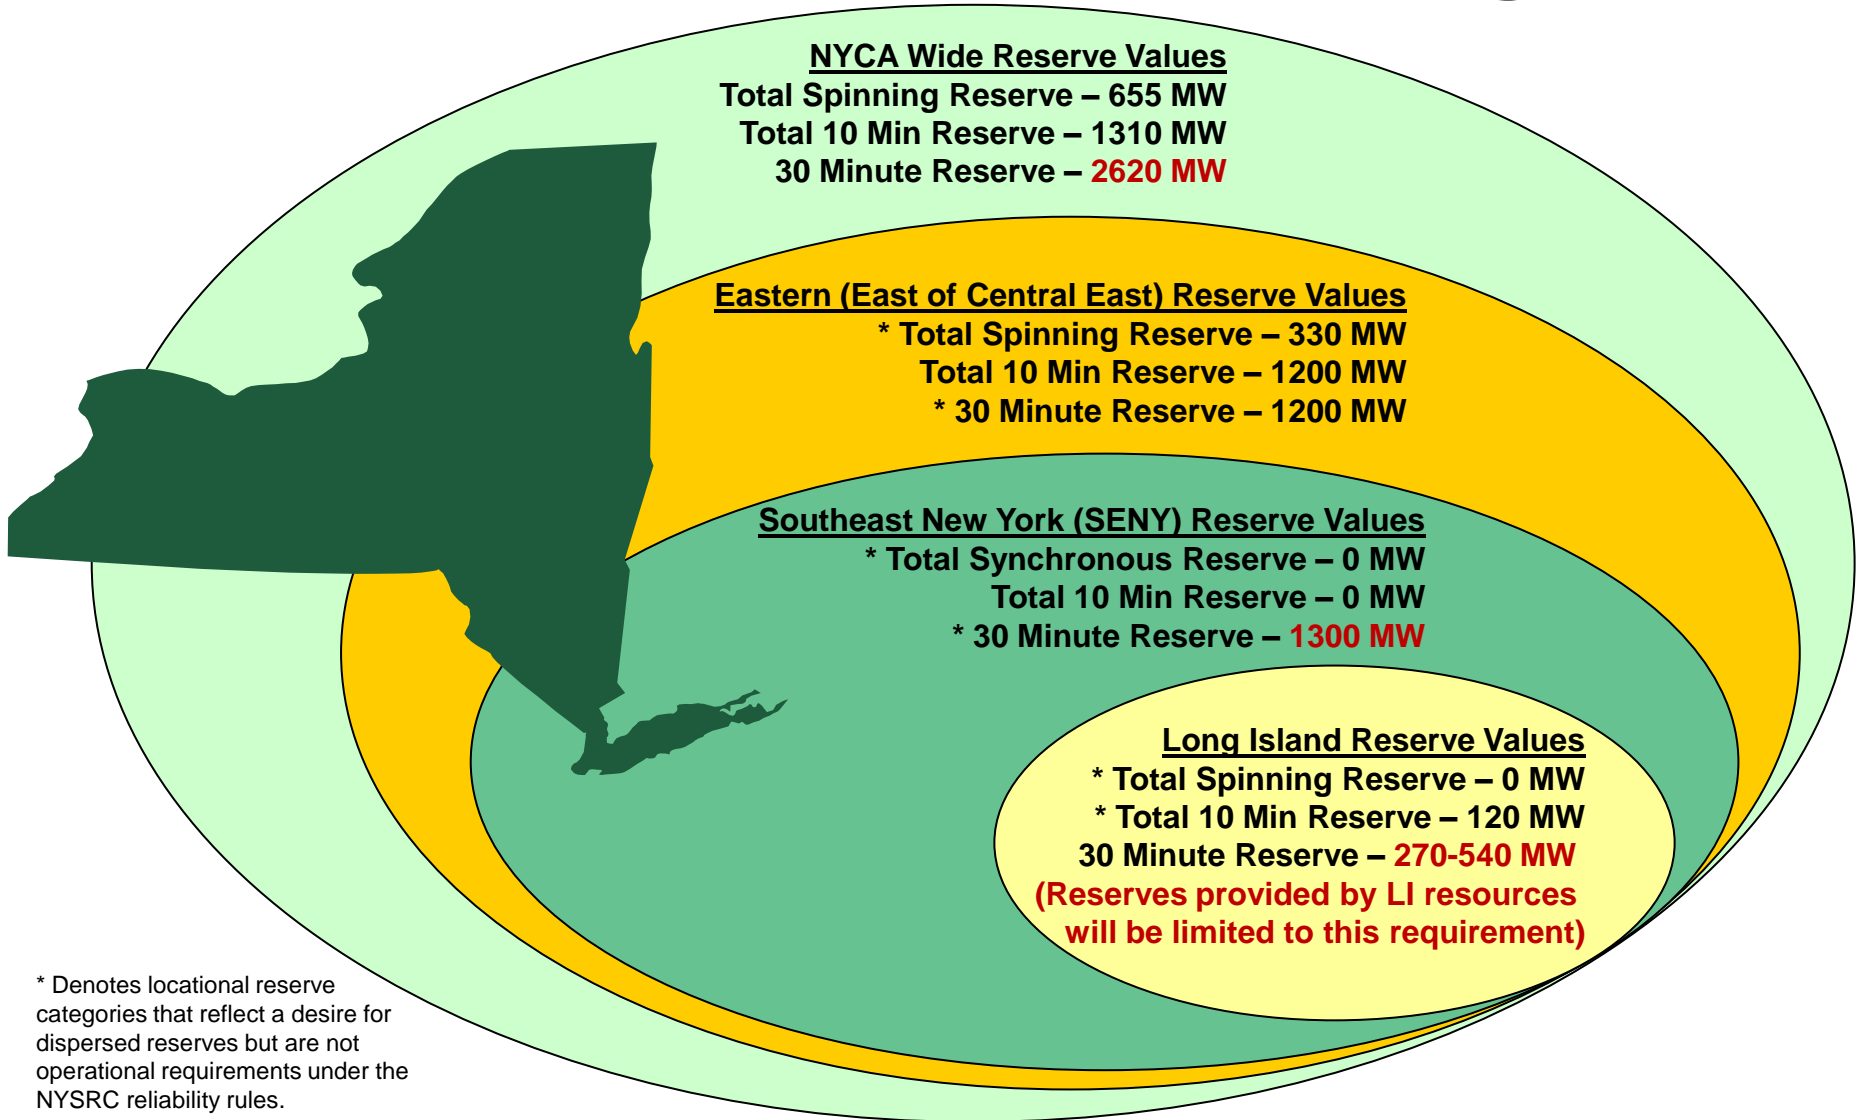 NYCA Wide Reserve Values
Total Spinning Reserve – 655 MW
Total 10 Min Reserve – 1310 MW
30 Minute Reserve – 2620 MW
Eastern (East of Central East) Reserve Values
* Total Spinning Reserve – 330 MW
Total 10 Min Reserve – 1200 MW
* 30 Minute Reserve – 1200 MW
Southeast New York (SENY) Reserve Values
* Total Synchronous Reserve – 0 MW
Total 10 Min Reserve – 0 MW
* 30 Minute Reserve – 1300 MW
Long Island Reserve Values
* Total Spinning Reserve – 0 MW
* Total 10 Min Reserve – 120 MW
30 Minute Reserve – 270-540 MW
(Reserves provided by LI resources
will be limited to this requirement)
* Denotes locational reserve
categories that reflect a desire for
dispersed reserves but are not
operational requirements under the
NYSRC reliability rules.